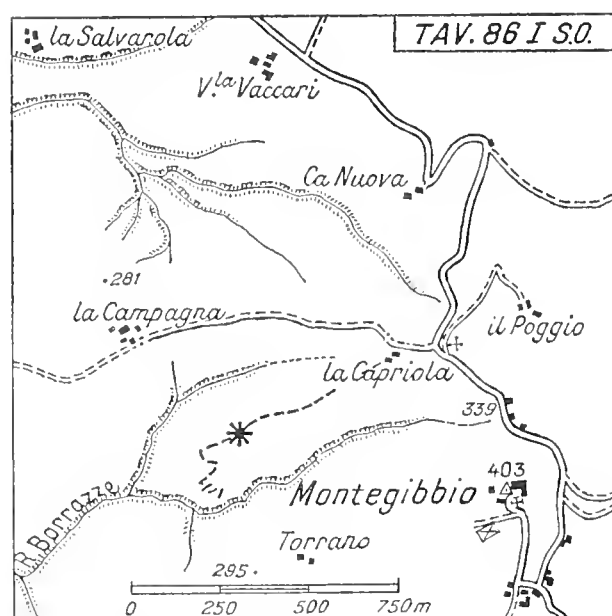 la Salvarola
TAV. 86 I S.O.
V.la Vaccari
Ca Nuova
281
la Campagna
il Poggio
la Capriola
339
403
Montegibbio
R. Borrazze
Torrano
295
0 250 500 750m